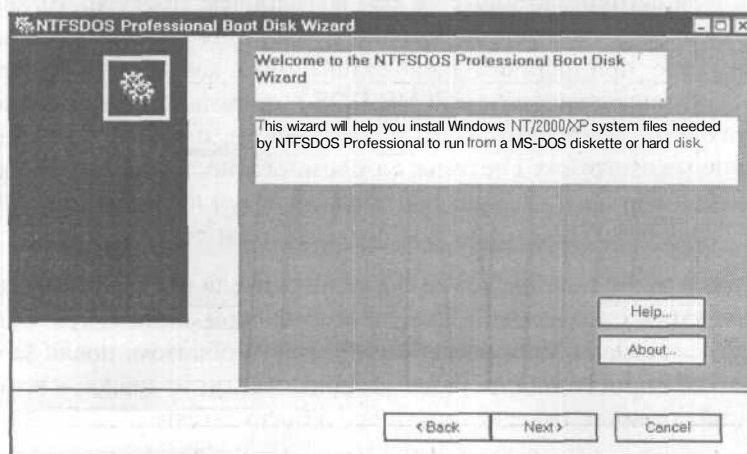 NTFSDOS Professional Boot Disk Wizard
Welcome to the NTFSDOS Professional Boot Disk
Wizard
This wizard will help you install Windows NT/2000/XP system files needed
by NTFSDOS Professional to run from a MS-DOS diskette or hard disk.
Help...
About...
< Back
Next >
Cancel